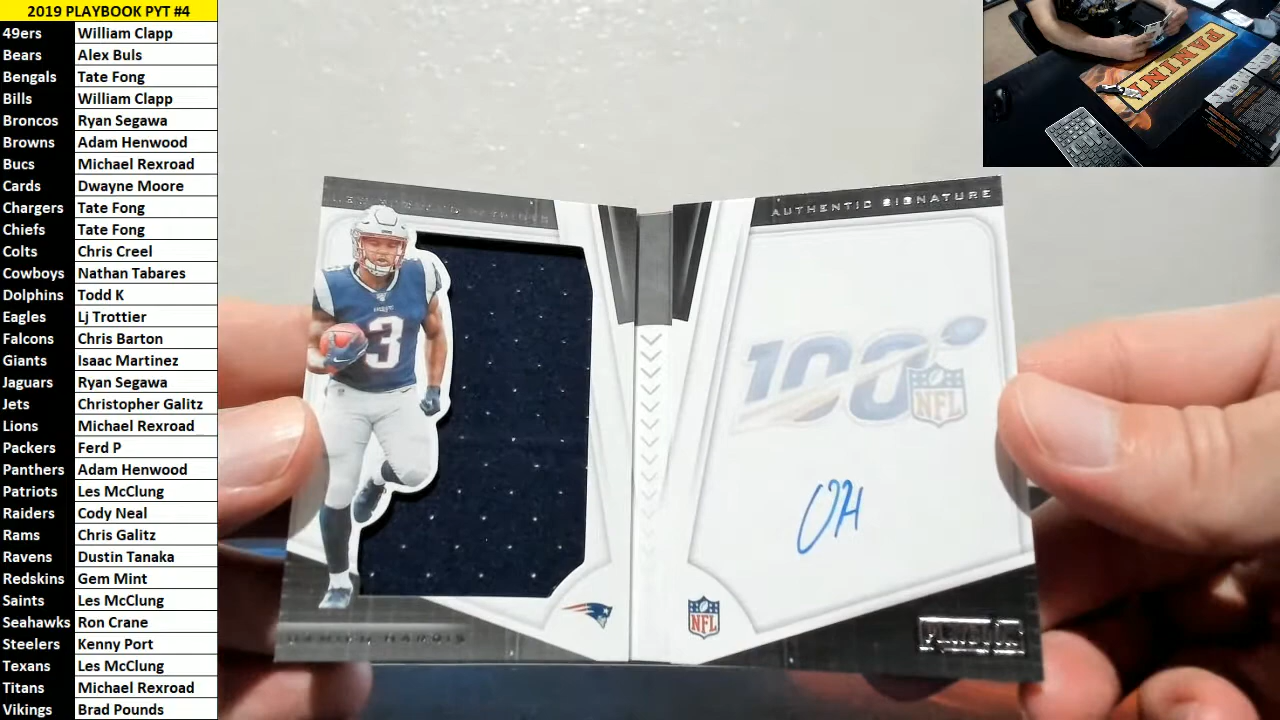 2019 PLAYBOOK PYT #4
49ers William Clapp
Bears Alex Buls
Bengals Tate Fong
Bills William Clapp
Broncos Ryan Segawa
Browns Adam Henwood
Bucs Michael Rexroad
Cards Dwayne Moore
Chargers Tate Fong
Chiefs Tate Fong
Colts Chris Creel
Cowboys Nathan Tabares
Dolphins Todd K
Eagles Lj Trottier
Falcons Chris Barton
Giants Isaac Martinez
Jaguars Ryan Segawa
Jets Christopher Galitz
Lions Michael Rexroad
Packers Ferd P
Panthers Adam Henwood
Patriots Les McClung
Raiders Cody Neal
Rams Chris Galitz
Ravens Dustin Tanaka
Redskins Gem Mint
Saints Les McClung
Seahawks Ron Crane
Steelers Kenny Port
Texans Les McClung
Titans Michael Rexroad
Vikings Brad Pounds
PANINI
AUTHENTIC SIGNATURE
3
100
NFL
DAMIEN HARRIS
NFL
PLAYBOOK